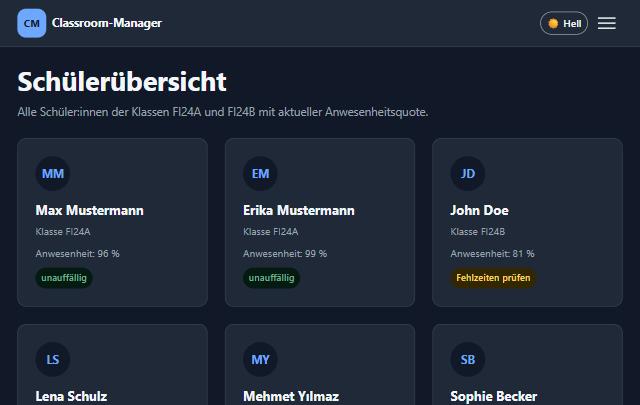 CM Classroom-Manager
Hell
Schülerübersicht
Alle Schüler:innen der Klassen FI24A und FI24B mit aktueller Anwesenheitsquote.
MM
Max Mustermann
Klasse FI24A
Anwesenheit: 96 %
unauffällig
EM
Erika Mustermann
Klasse FI24A
Anwesenheit: 99 %
unauffällig
JD
John Doe
Klasse FI24B
Anwesenheit: 81 %
Fehlzeiten prüfen
LS
Lena Schulz
MY
Mehmet Yılmaz
SB
Sophie Becker